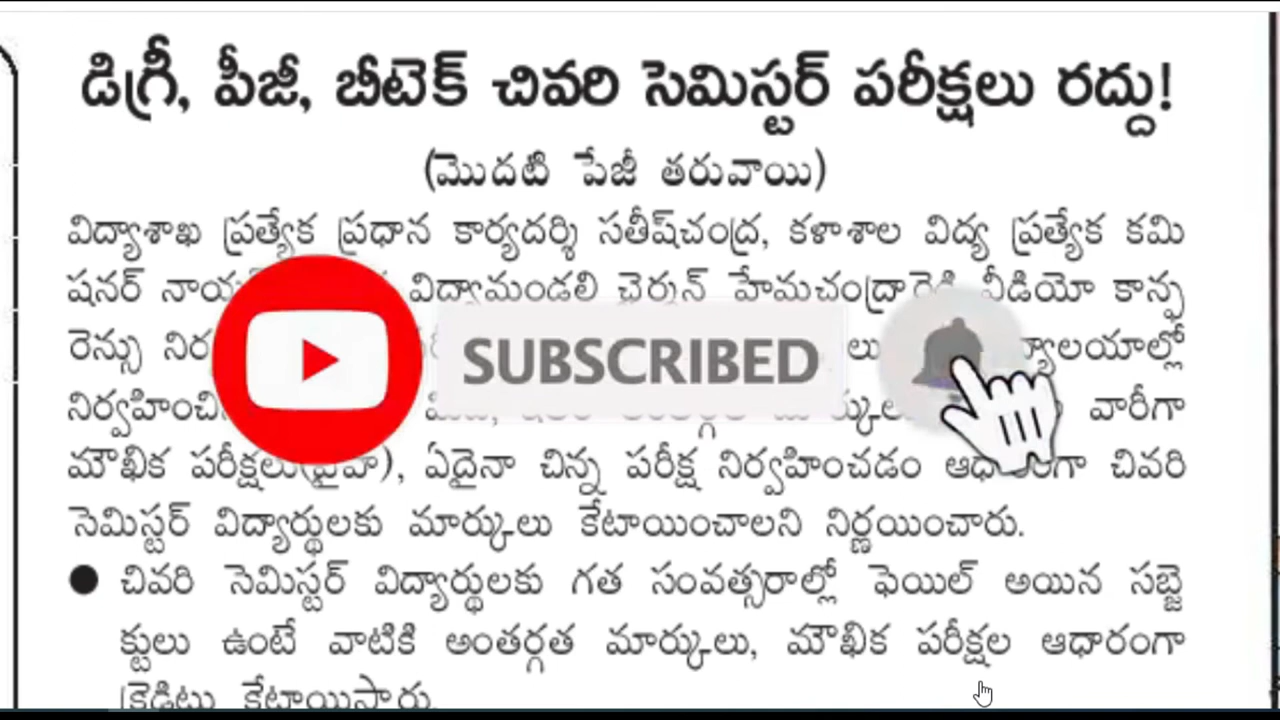 డిగ్రీ, పీజీ, బీటెక్ చివరి సెమిస్టర్ పరీక్షలు రద్దు!
(మొదటి పేజీ తరువాయి)
విద్యాశాఖ ప్రత్యేక ప్రధాన కార్యదర్శి సతీష్‌చంద్ర, కళాశాల విద్య ప్రత్యేక కమి
షనర్ విద్యామండలి ఛైర్మన్ హేమచంద్రారెడ్డి వీడియో కాన్ఫ
రెన్సు
SUBSCRIBED
వారీగా
మౌఖిక ఏదైనా చిన్న పరీక్ష నిర్వహించడం ఆధారంగా చివరి
సెమిస్టర్ విద్యార్థులకు మార్కులు కేటాయించాలని నిర్ణయించారు.
● చివరి సెమిస్టర్ విద్యార్థులకు గత సంవత్సరాల్లో ఫెయిల్ అయిన సబ్జె
క్టులు ఉంటే వాటికి అంతర్గత మార్కులు, మౌఖిక పరీక్షల ఆధారంగా
క్రెడిట్లు కేటాయిస్తారు.